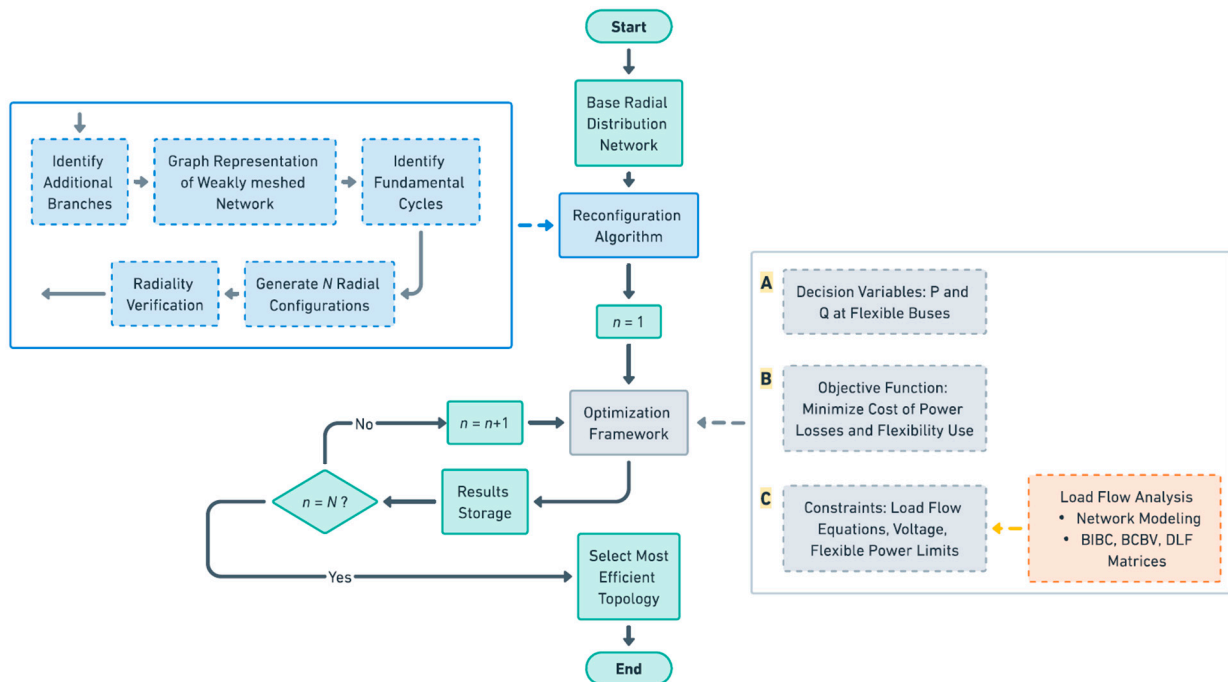 Start
Base Radial
Distribution
Network
Identify
Additional
Branches
Graph Representation
of Weakly meshed
Network
Identify
Fundamental
Cycles
Generate N Radial
Configurations
Radiality
Verification
Reconfiguration
Algorithm
n = 1
Optimization
Framework
A
Decision Variables: P and
Q at Flexible Buses
B
Objective Function:
Minimize Cost of Power
Losses and Flexibility Use
C
Constraints: Load Flow
Equations, Voltage,
Flexible Power Limits
Load Flow Analysis
• Network Modeling
• BIBC, BCBV, DLF
Matrices
Results
Storage
n = N ?
No
n = n+1
Yes
Select Most
Efficient
Topology
End